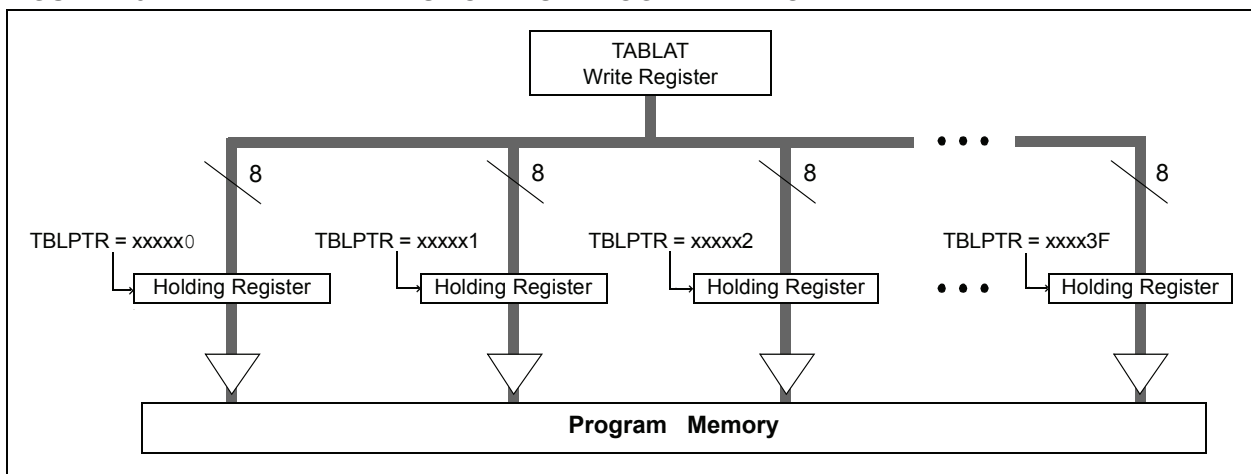 TABLAT
Write Register
• • •
8 8 8 8
TBLPTR = xxxxx0 TBLPTR = xxxxx1 TBLPTR = xxxxx2 TBLPTR = xxxx3F
Holding Register Holding Register Holding Register • • • Holding Register
Program Memory